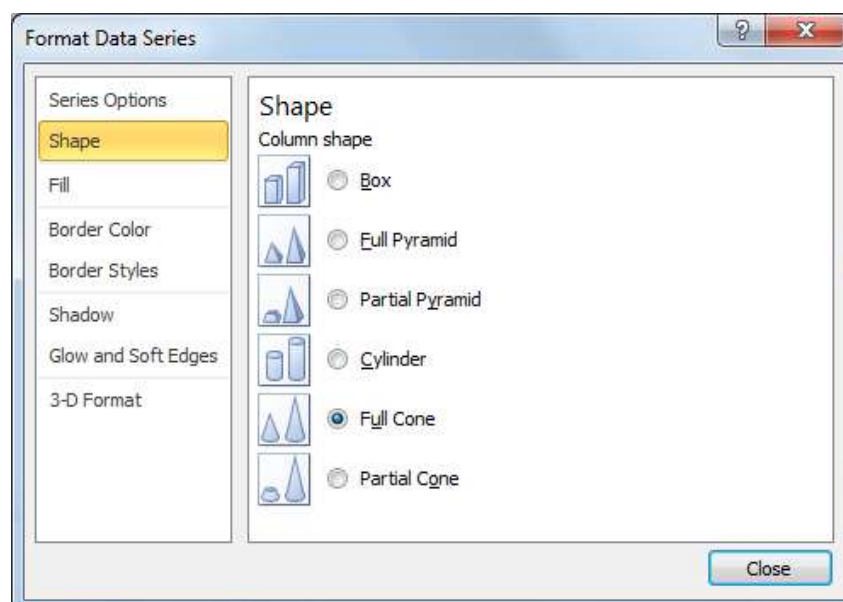 Format Data Series
?
Series Options
Shape
Fill
Border Color
Border Styles
Shadow
Glow and Soft Edges
3-D Format
Shape
Column shape
Box
Full Pyramid
Partial Pyramid
Cylinder
Full Cone
Partial Cone
Close